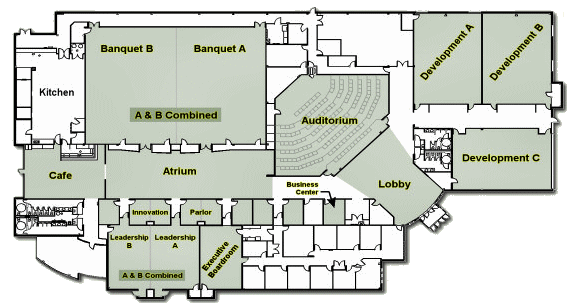 Banquet B
Banquet A
Development A
Development B
Kitchen
A & B Combined
Auditorium
Cafe
Atrium
Development C
Business
Center
Lobby
Innovation
Parlor
Leadership
B
Leadership
A
Executive
Boardroom
A & B Combined